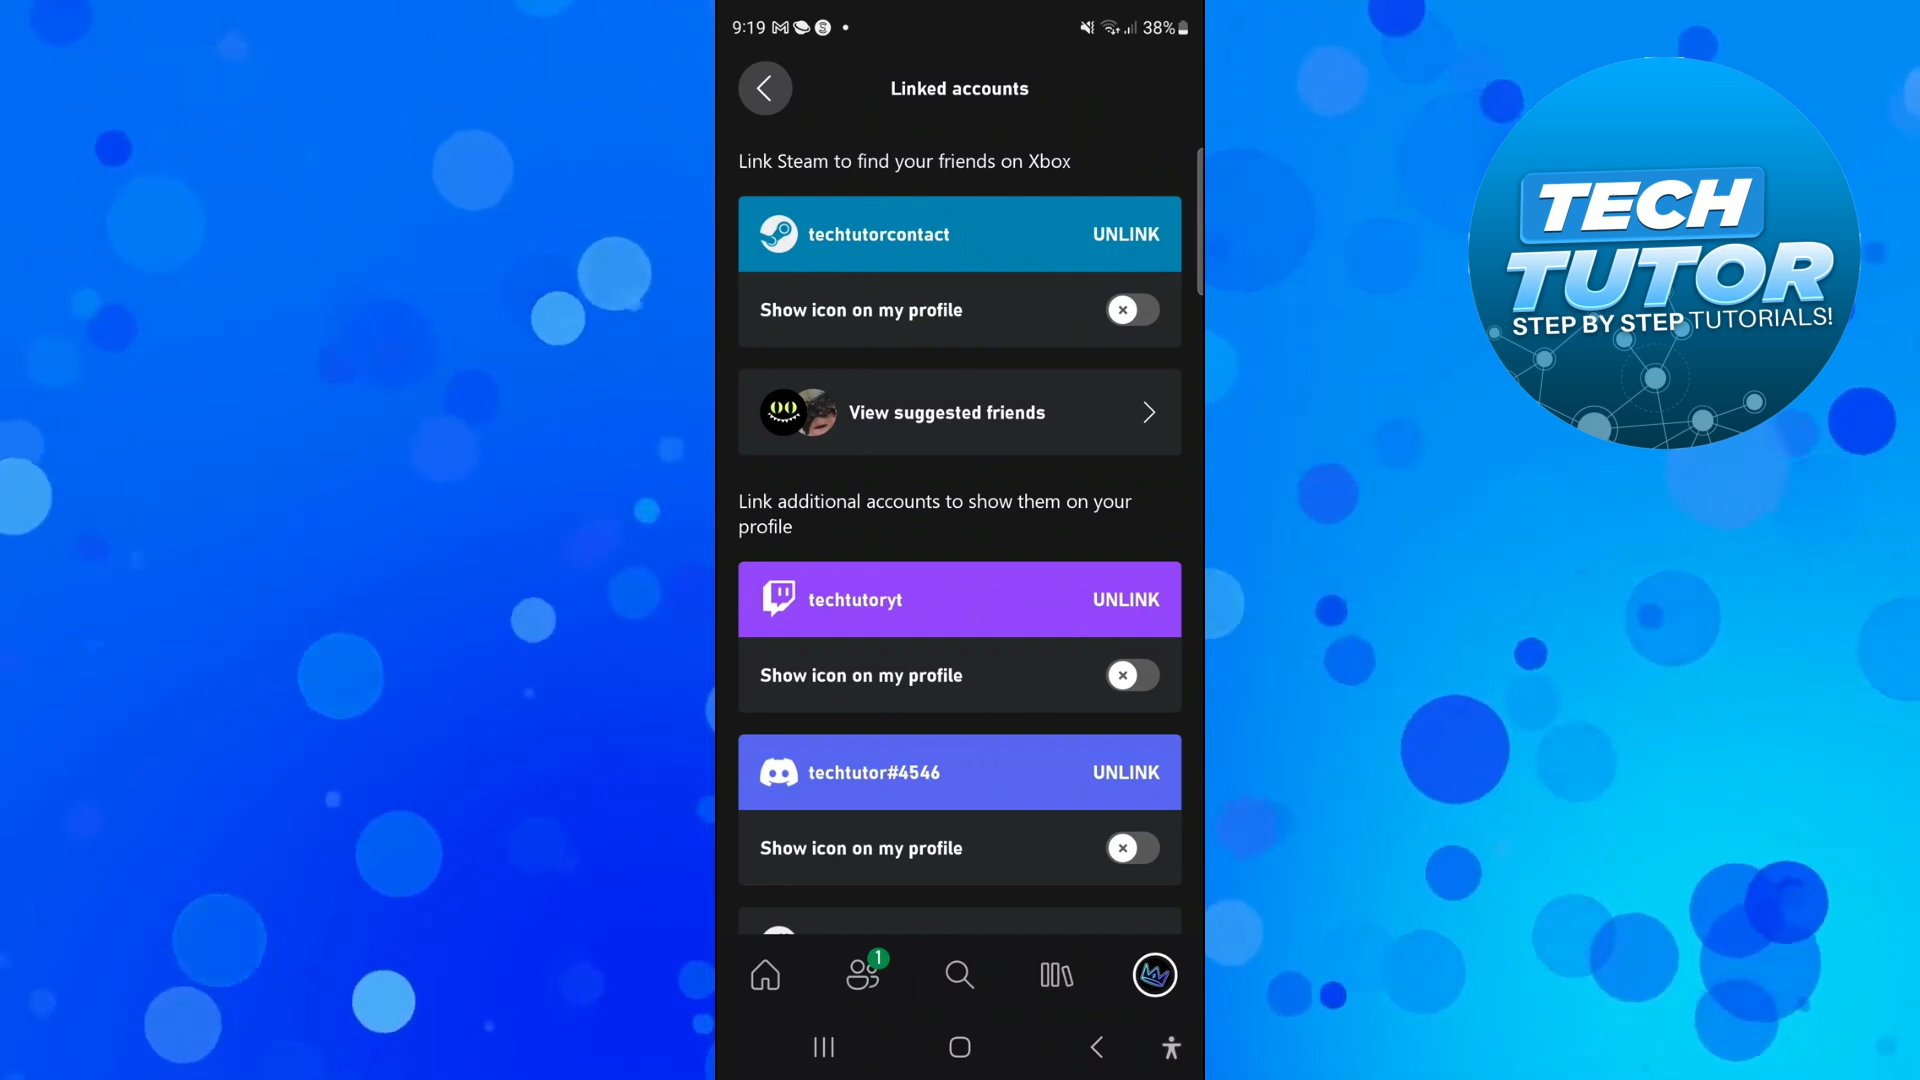 9:19
38%
Linked accounts
Link Steam to find your friends on Xbox
techtutorcontact UNLINK
Show icon on my profile
View suggested friends
Link additional accounts to show them on your
profile
techtutoryt UNLINK
Show icon on my profile
techtutor#4546 UNLINK
Show icon on my profile
1
TECH
TUTOR
STEP BY STEP TUTORIALS!